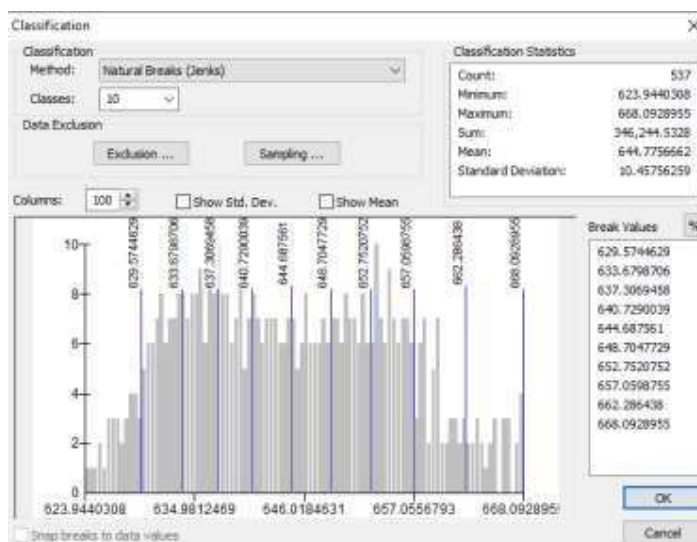 Classification
Classification
Method: Natural Breaks (Jenks)
Classes: 10
Data Exclusion
Exclusion ...
Sampling ...
Classification Statistics
Count: 537
Minimum: 623.9440308
Maximum: 668.0928955
Sum: 346,244.5328
Mean: 644.7756662
Standard Deviation: 10.45756259
Columns: 100
Show Std. Dev.
Show Mean
629.5744629
633.6798706
637.3069458
640.7290039
644.687561
648.7047729
652.7520752
657.0598755
662.286438
668.0928955
10
8
6
4
2
0
623.9440308 634.9812469 646.0184631 657.0556793 668.0928955
Break Values %
629.5744629
633.6798706
637.3069458
640.7290039
644.687561
648.7047729
652.7520752
657.0598755
662.286438
668.0928955
OK
Snap breaks to data values
Cancel